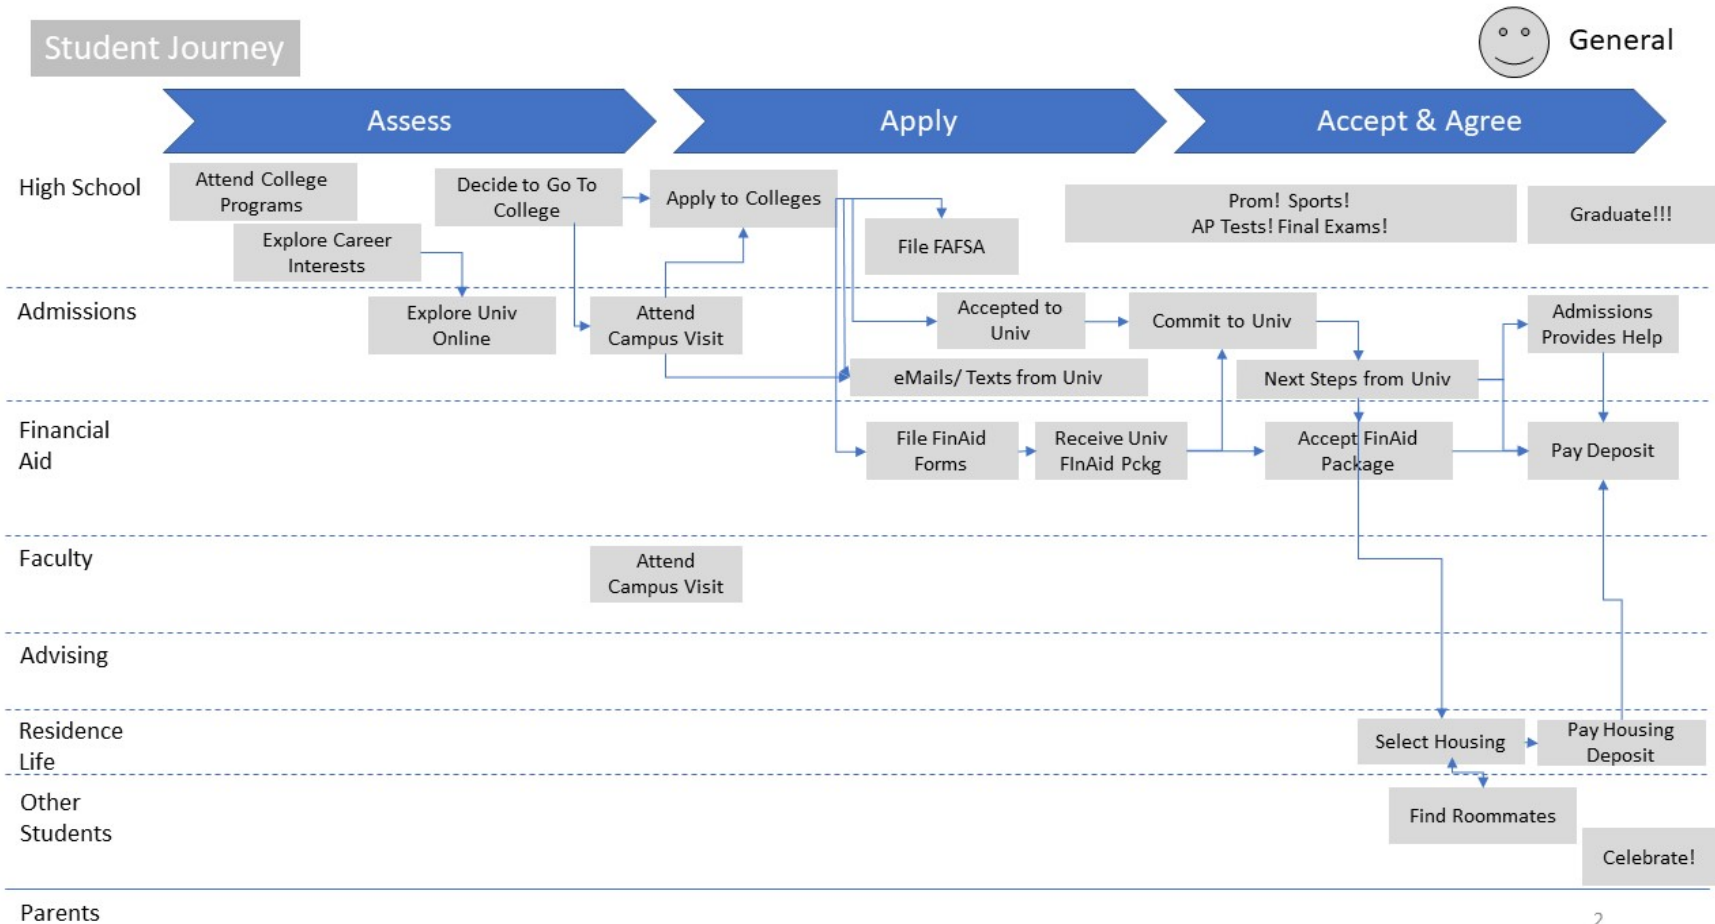 Student Journey
General
Assess
Apply
Accept & Agree
High School
Attend College
Programs
Decide to Go To
College
Apply to Colleges
Prom! Sports!
AP Tests! Final Exams!
Graduate!!!
Explore Career
Interests
File FAFSA
Admissions
Explore Univ
Online
Attend
Campus Visit
Accepted to
Univ
Commit to Univ
Admissions
Provides Help
eMails/ Texts from Univ
Next Steps from Univ
Financial
Aid
File FinAid
Forms
Receive Univ
FInAid Pckg
Accept FinAid
Package
Pay Deposit
Faculty
Attend
Campus Visit
Advising
Residence
Life
Select Housing
Pay Housing
Deposit
Other
Students
Find Roommates
Celebrate!
Parents
2